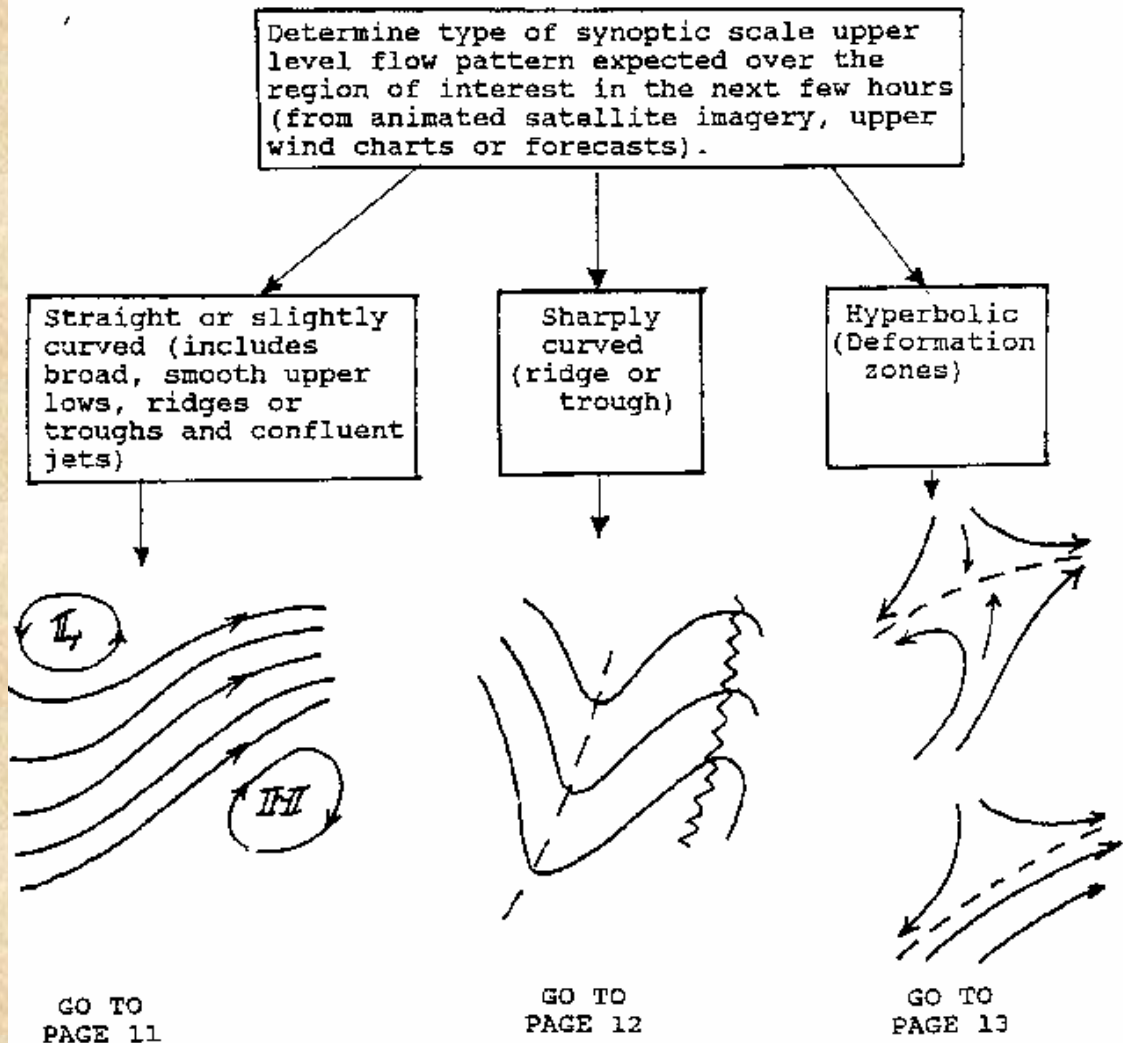 Determine type of synoptic scale upper
level flow pattern expected over the
region of interest in the next few hours
(from animated satellite imagery, upper
wind charts or forecasts).
Straight or slightly
curved (includes
broad, smooth upper
lows, ridges or
troughs and confluent
jets)
Sharply
curved
(ridge or
trough)
Hyperbolic
(Deformation
zones)
L
H
GO TO
PAGE 11
GO TO
PAGE 12
GO TO
PAGE 13